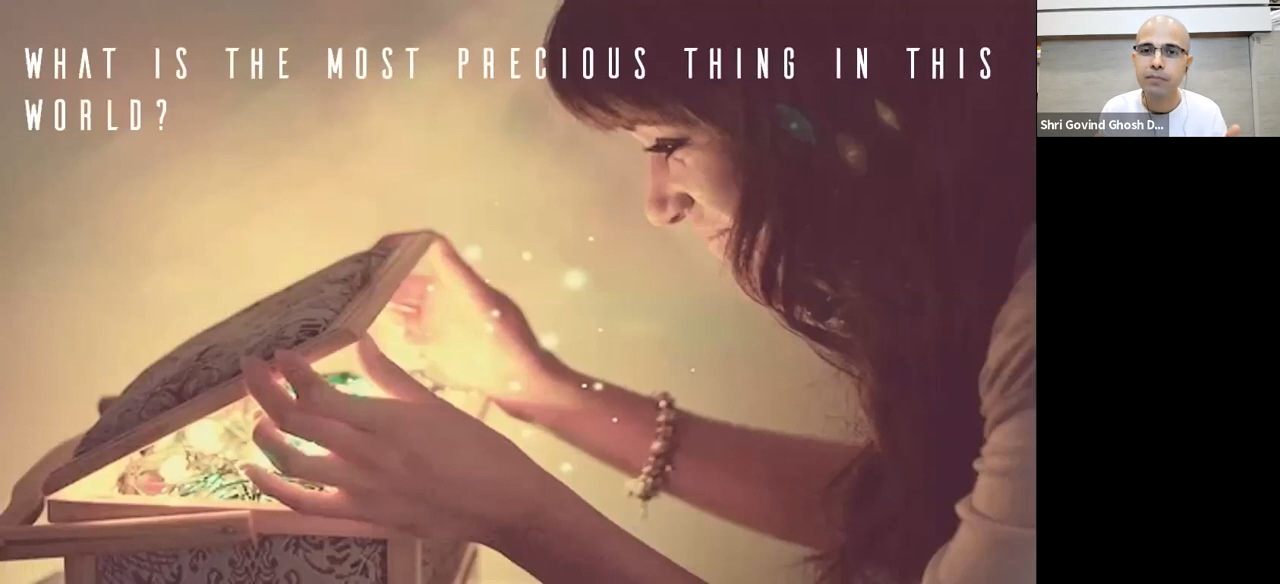 WHAT IS THE MOST PRECIOUS THING IN THIS
WORLD?
Shri Govind Ghosh D...